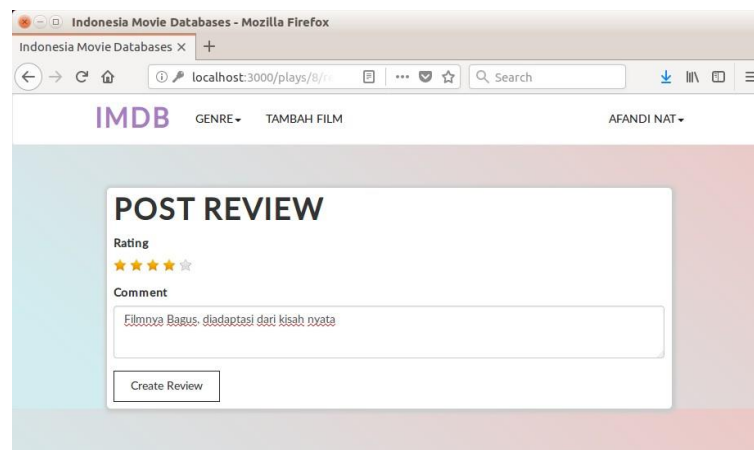 Indonesia Movie Databases - Mozilla Firefox
Indonesia Movie Databases
localhost:3000/plays/8/
Search
IMDB GENRE TAMBAH FILM AFANDI NAT
POST REVIEW
Rating
Comment
Filmnya Bagus, diadaptasi dari kisah nyata
Create Review